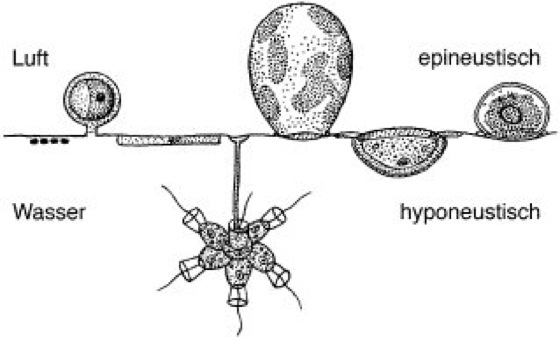 Luft
epineustisch
Wasser
hyponeustisch